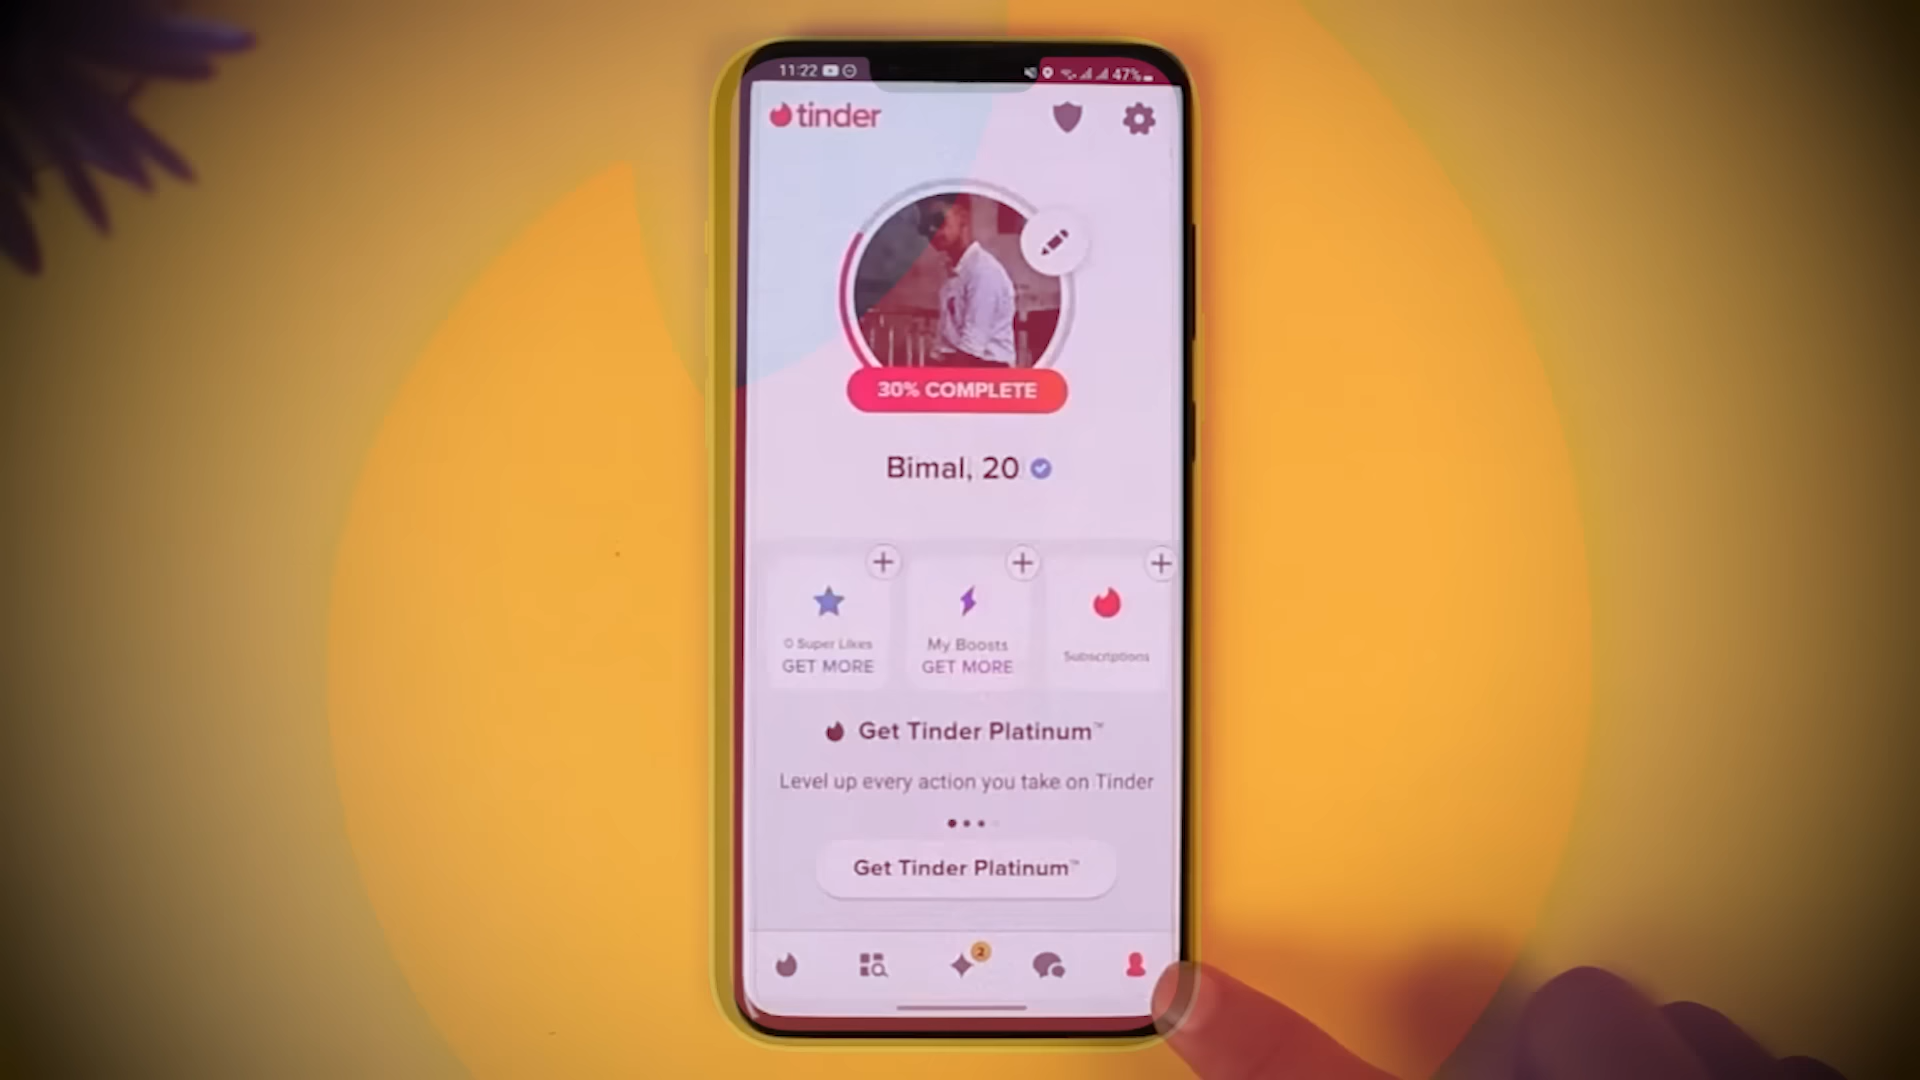 11:22
47%
tinder
30% COMPLETE
Bimal, 20
0 Super Likes
GET MORE
My Boosts
GET MORE
Subscriptions
Get Tinder Platinum™
Level up every action you take on Tinder
Get Tinder Platinum™
2